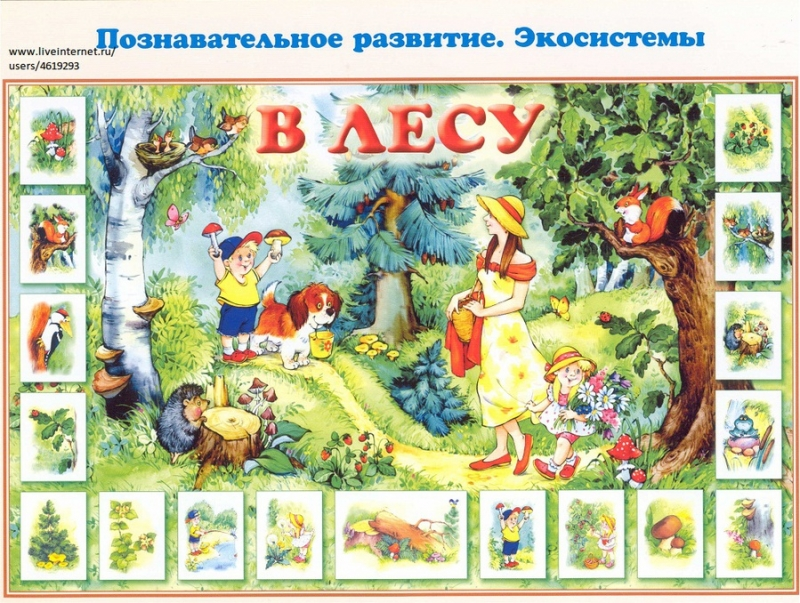 Познавательное развитие. Экосистемы
www.liveinternet.ru/
users/4619293
В ЛЕСУ